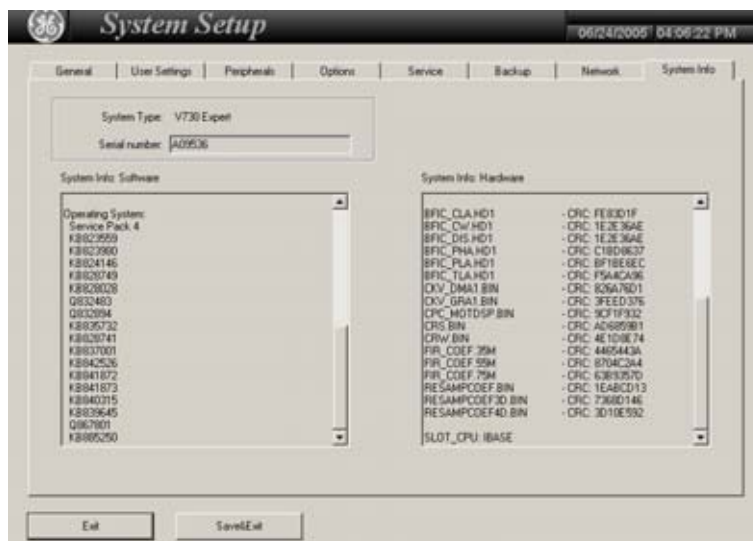 System Setup
06/24/2005 04:06:22 PM
General User Settings Peripherals Options Service Backup Network System Info
System Type: V730 Expert
Serial number: A09536
System Info: Software
Operating System:
Service Pack 4
KB823559
KB823980
KB824146
KB828749
KB828028
Q832483
Q832894
KB835732
KB828741
KB837001
KB842526
KB841872
KB841873
KB840315
KB839645
Q867801
KB885250
System Info: Hardware
BFIC_CLA.HD1 - CRC: FE83D1F
BFIC_CW.HD1 - CRC: 1E2E36AE
BFIC_DIS.HD1 - CRC: 1E2E36AE
BFIC_PHA.HD1 - CRC: C18D8637
BFIC_PLA.HD1 - CRC: BF1BE6EC
BFIC_TLA.HD1 - CRC: F5A4CA96
CKV_DMA1.BIN - CRC: 826A76D1
CKV_GRA1.BIN - CRC: 3FEED376
CPC_MOTDSP.BIN - CRC: 9CF1F932
CRS.BIN - CRC: AD6859B1
CRW.BIN - CRC: 4E1D8E74
FIR_COEF.35M - CRC: 4465443A
FIR_COEF.55M - CRC: 8704C2A4
FIR_COEF.75M - CRC: 63B9357D
RESAMPCOEF.BIN - CRC: 1EABCD13
RESAMPCOEF3D.BIN - CRC: 7368D146
RESAMPCOEF4D.BIN - CRC: 3D10E592
SLOT_CPU: IBASE
Exit Save&Exit